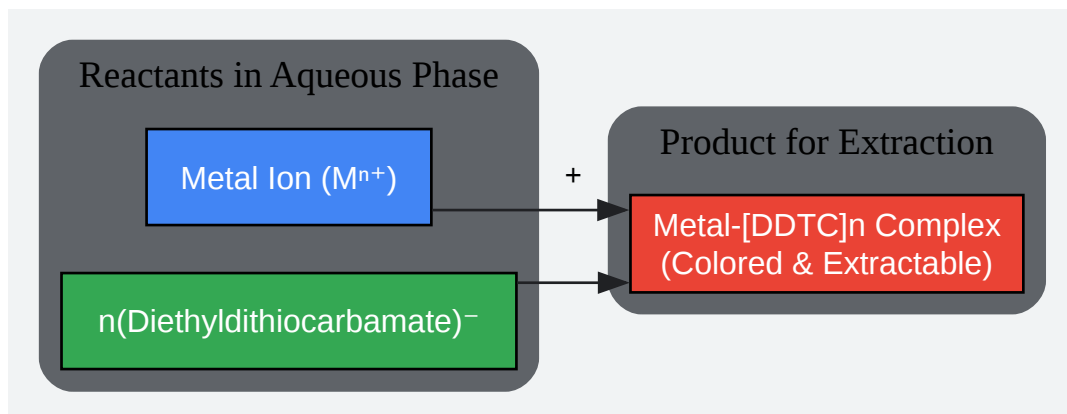 Reactants in Aqueous Phase
Metal Ion (Mⁿ⁺)
n(Diethyldithiocarbamate)⁻
+
Product for Extraction
Metal-[DDTC]n Complex
(Colored & Extractable)